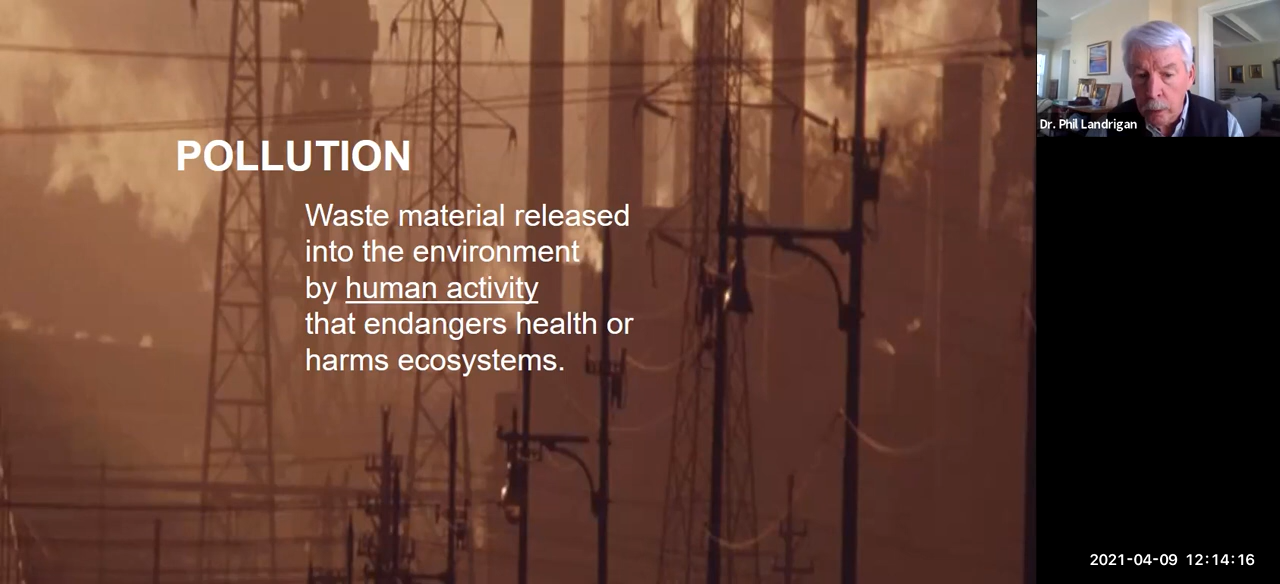 POLLUTION
Waste material released
into the environment
by human activity
that endangers health or
harms ecosystems.
Dr. Phil Landrigan
2021-04-09 12:14:16